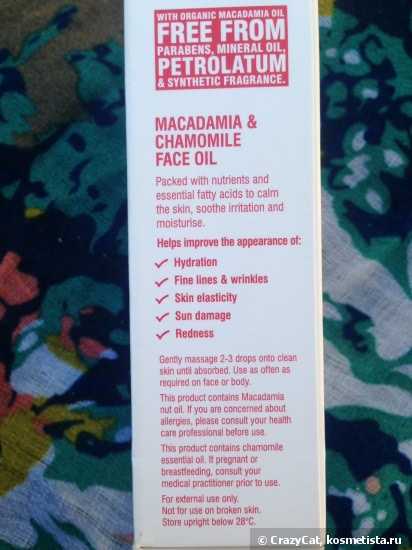 WITH ORGANIC MACADAMIA OIL
FREE FROM
PARABENS, MINERAL OIL,
PETROLATUM
& SYNTHETIC FRAGRANCE.
MACADAMIA &
CHAMOMILE
FACE OIL
Packed with nutrients and
essential fatty acids to calm
the skin, soothe irritation and
moisturise.
Helps improve the appearance of:
✓ Hydration
✓ Fine lines & wrinkles
✓ Skin elasticity
✓ Sun damage
✓ Redness
Gently massage 2-3 drops onto clean
skin until absorbed. Use as often as
required on face or body.
This product contains Macadamia
nut oil. If you are concerned about
allergies, please consult your health
care professional before use.
This product contains chamomile
essential oil. If pregnant or
breastfeeding, consult your
medical practitioner prior to use.
For external use only.
Not for use on broken skin.
Store upright below 28°C.
© CrazyCat, kosmetista.ru